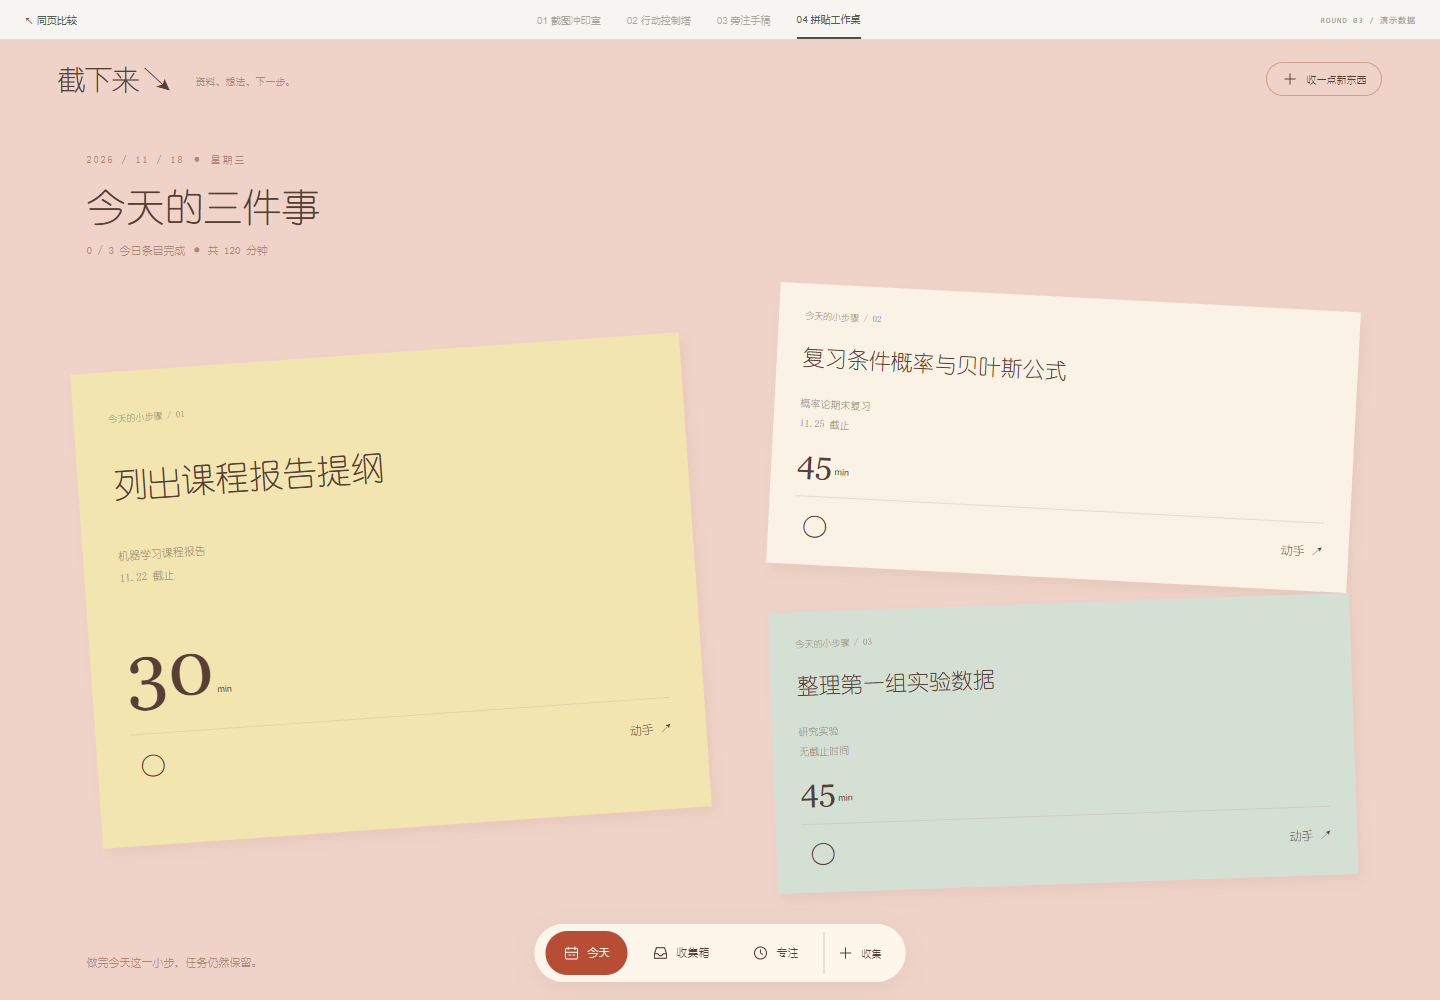 ↖ 同页比较
01 截图冲印室
02 行动控制塔
03 旁注手稿
04 拼贴工作桌
ROUND 03 / 演示数据
截下来 ↘
资料、想法、下一步。
+ 收一点新东西
2026 / 11 / 18 ● 星期三
今天的三件事
0 / 3 今日条目完成 ● 共 120 分钟
今天的小步骤 / 01
列出课程报告提纲
机器学习课程报告
11.22 截止
30 min
动手 ↗
今天的小步骤 / 02
复习条件概率与贝叶斯公式
概率论期末复习
11.25 截止
45 min
动手 ↗
今天的小步骤 / 03
整理第一组实验数据
研究实验
无截止时间
45 min
动手 ↗
做完今天这一小步，任务仍然保留。
今天
收集箱
专注
+ 收集